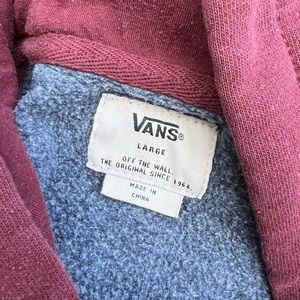 VANS®
LARGE
OFF THE WALL.
THE ORIGINAL SINCE 1966.
MADE IN
CHINA